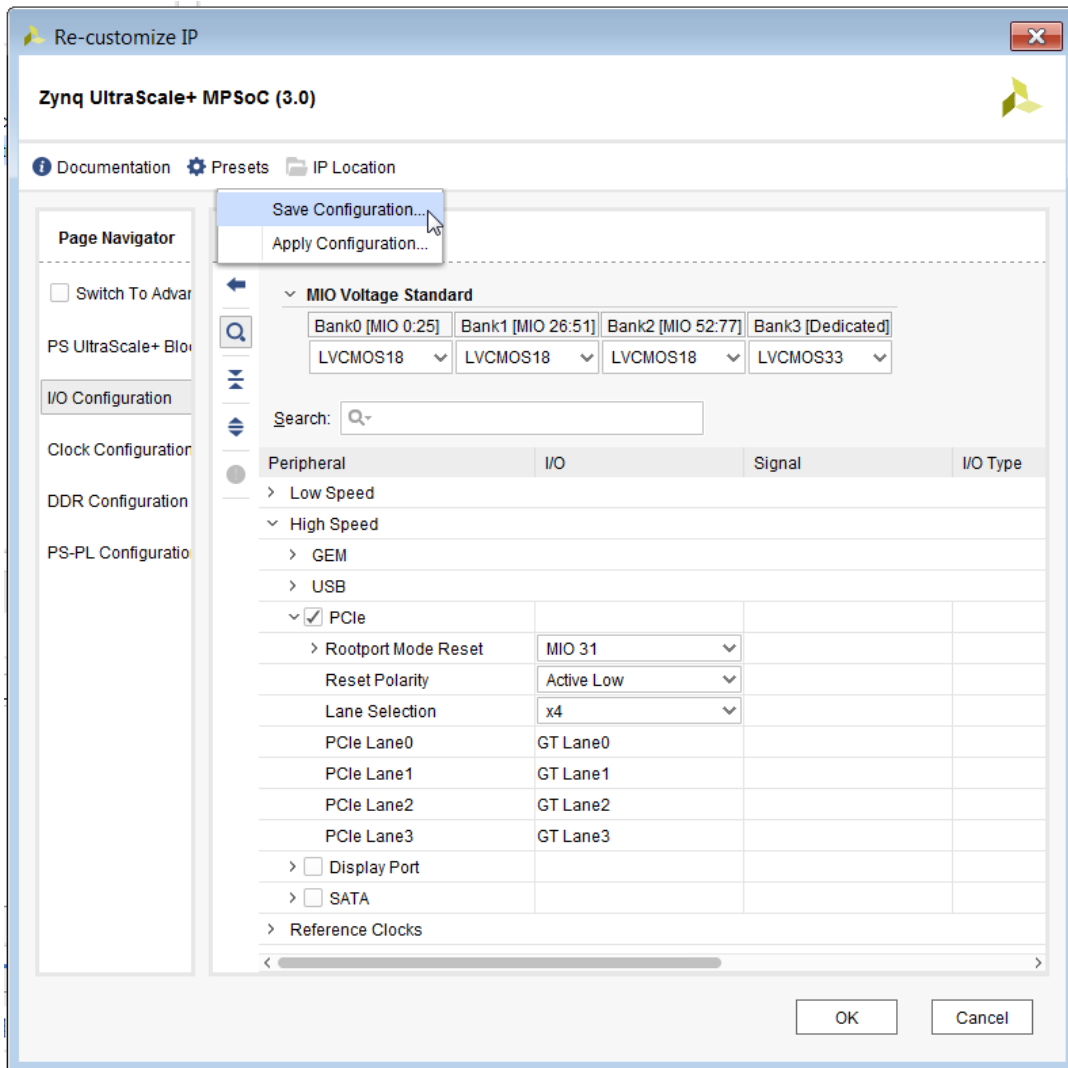 Re-customize IP
Zynq UltraScale+ MPSoC (3.0)
Documentation Presets IP Location
Save Configuration...
Apply Configuration...
Page Navigator
Switch To Advar
PS UltraScale+ Blo
I/O Configuration
Clock Configuration
DDR Configuration
PS-PL Configuratio
MIO Voltage Standard
Bank0 [MIO 0:25] Bank1 [MIO 26:51] Bank2 [MIO 52:77] Bank3 [Dedicated]
LVCMOS18 LVCMOS18 LVCMOS18 LVCMOS33
Search:
Peripheral I/O Signal I/O Type
Low Speed
High Speed
GEM
USB
PCIe
Rootport Mode Reset MIO 31
Reset Polarity Active Low
Lane Selection x4
PCIe Lane0 GT Lane0
PCIe Lane1 GT Lane1
PCIe Lane2 GT Lane2
PCIe Lane3 GT Lane3
Display Port
SATA
Reference Clocks
OK Cancel